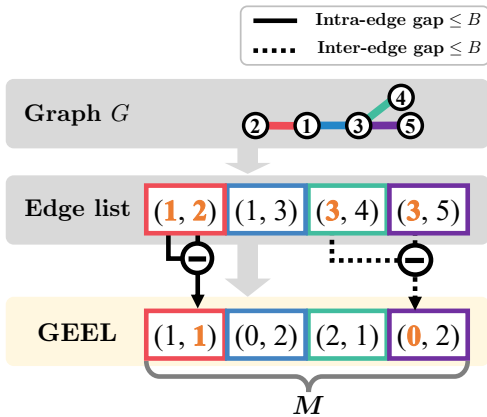 Intra-edge gap ≤ B
Inter-edge gap ≤ B
Graph G
4
2 1 3 5
Edge list (1, 2) (1, 3) (3, 4) (3, 5)
− −
GEEL (1, 1) (0, 2) (2, 1) (0, 2)
M